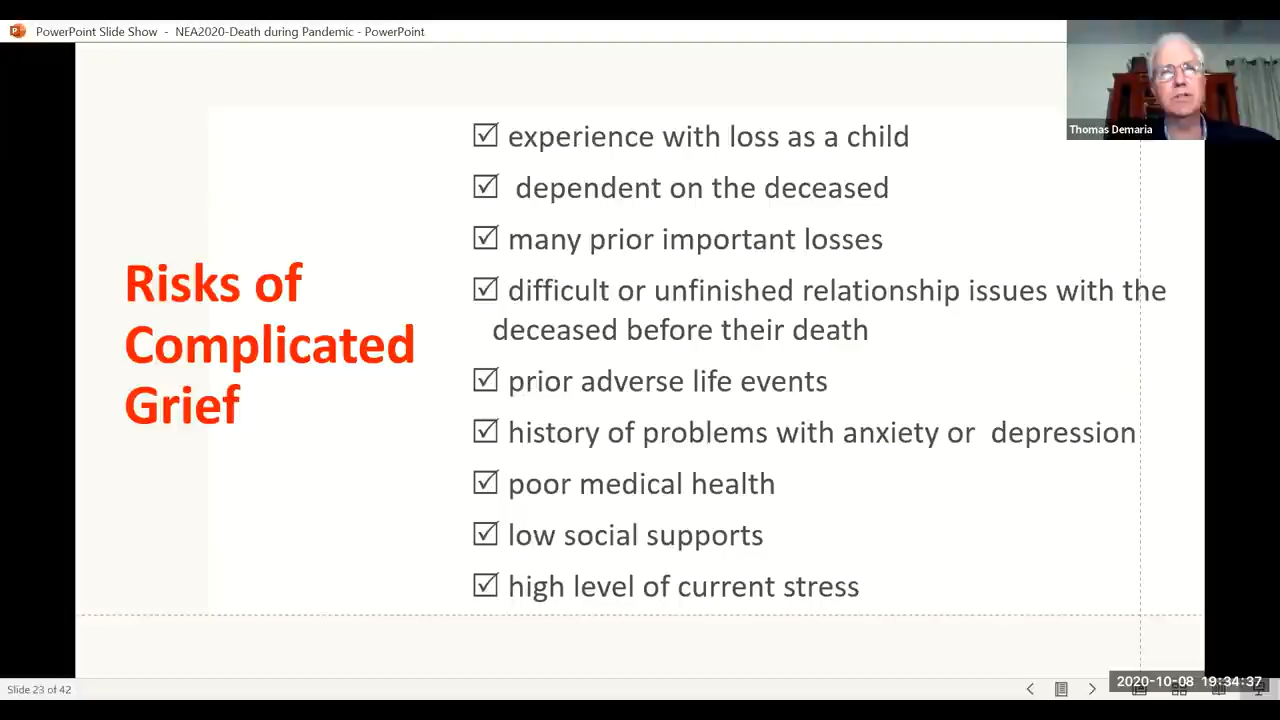 PowerPoint Slide Show - NEA2020-Death during Pandemic - PowerPoint
Thomas Demaria
Risks of
Complicated
Grief
☑ experience with loss as a child
☑ dependent on the deceased
☑ many prior important losses
☑ difficult or unfinished relationship issues with the
deceased before their death
☑ prior adverse life events
☑ history of problems with anxiety or depression
☑ poor medical health
☑ low social supports
☑ high level of current stress
Slide 23 of 42
2020-10-08 19:34:37